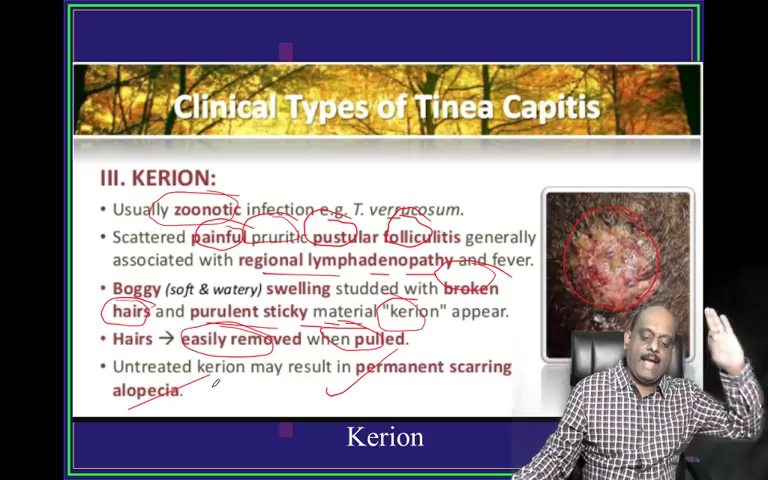 Clinical Types of Tinea Capitis
III. KERION:
• Usually zoonotic infection e.g. T. verrucosum.
• Scattered painful pruritic pustular folliculitis generally
associated with regional lymphadenopathy and fever.
• Boggy (soft & watery) swelling studded with broken
hairs and purulent sticky material "kerion" appear.
• Hairs → easily removed when pulled.
• Untreated kerion may result in permanent scarring
alopecia.
Kerion